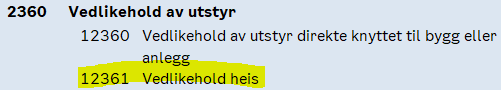 2360 Vedlikehold av utstyr
12360 Vedlikehold av utstyr direkte knyttet til bygg eller
anlegg
12361 Vedlikehold heis